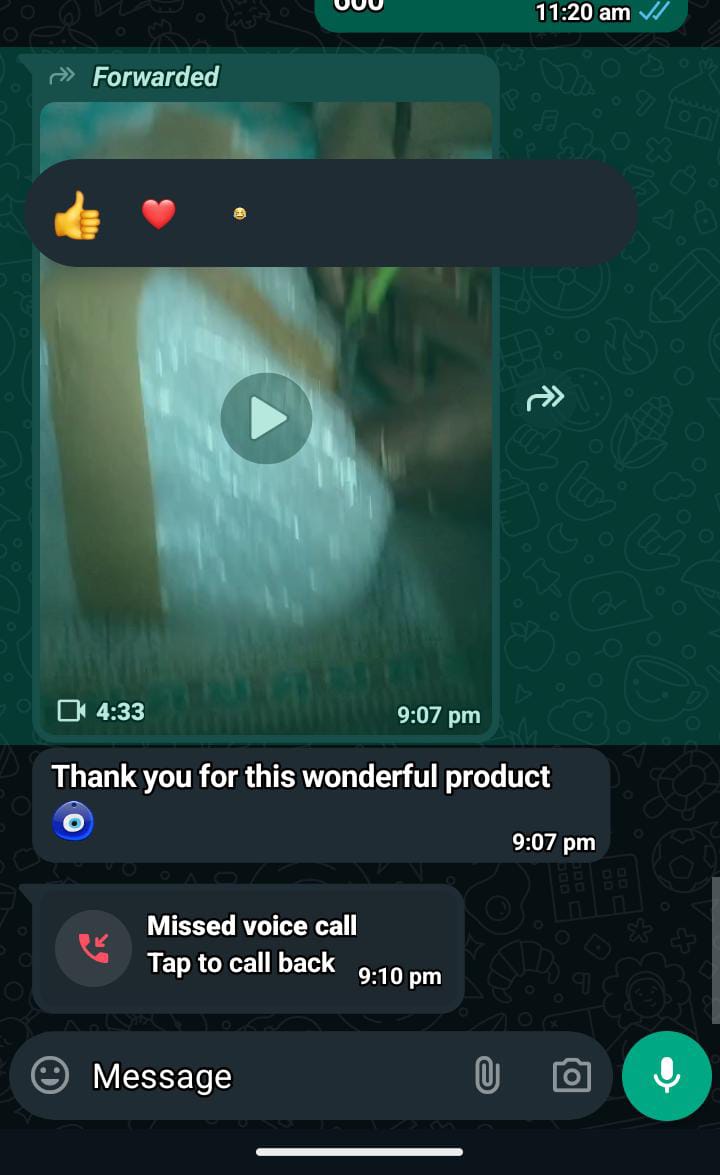 ooo
11:20 am
Forwarded
4:33
9:07 pm
Thank you for this wonderful product
🧿
9:07 pm
Missed voice call
Tap to call back
9:10 pm
Message